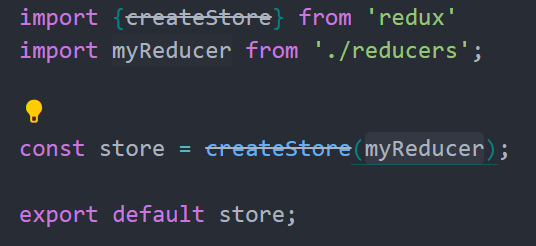 import {createStore} from 'redux'
import myReducer from './reducers';
const store = createStore(myReducer);
export default store;